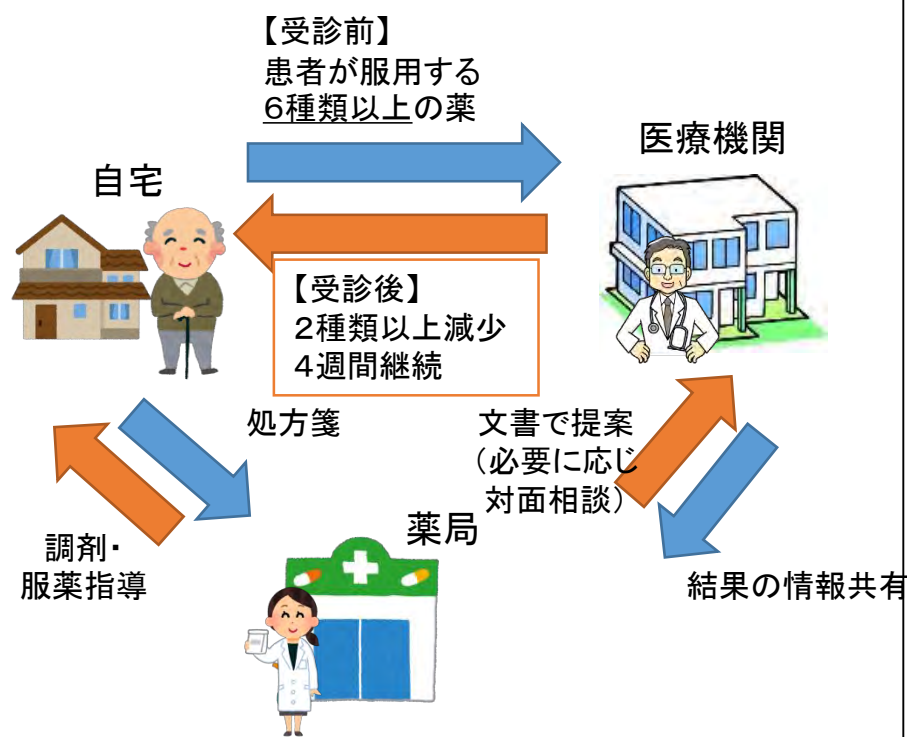 【受診前】
患者が服用する
６種類以上の薬
医療機関
自宅
【受診後】
２種類以上減少
４週間継続
処方箋
文書で提案
（必要に応じ
対面相談）
薬局
調剤・
服薬指導
結果の情報共有